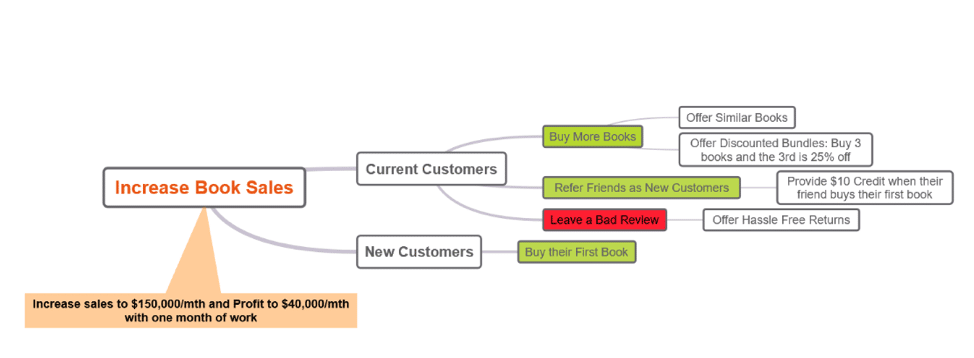 Offer Similar Books
Buy More Books
Offer Discounted Bundles: Buy 3
books and the 3rd is 25% off
Current Customers
Increase Book Sales
Refer Friends as New Customers
Provide $10 Credit when their
friend buys their first book
Leave a Bad Review
Offer Hassle Free Returns
New Customers
Buy their First Book
Increase sales to $150,000/mth and Profit to $40,000/mth
with one month of work